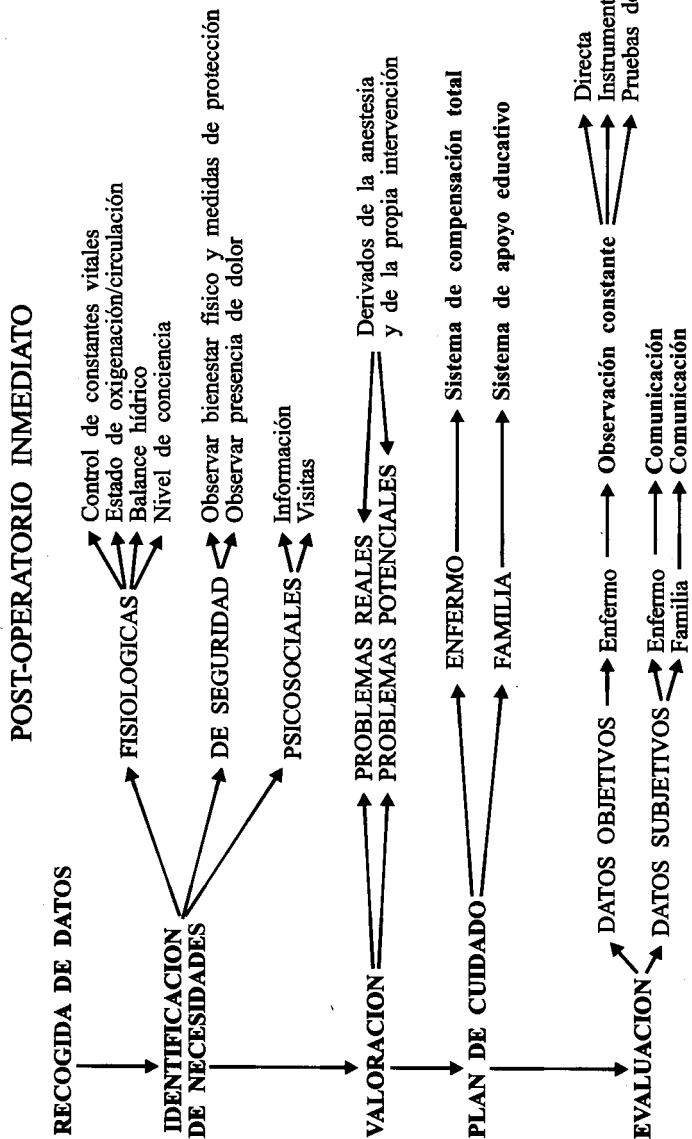 POST-OPERATORIO INMEDIATO
RECOGIDA DE DATOS
IDENTIFICACION
DE NECESIDADES
FISIOLOGICAS
Control de constantes vitales
Estado de oxigenación/circulación
Balance hídrico
Nivel de conciencia
DE SEGURIDAD
Observar bienestar físico y medidas de protección
Observar presencia de dolor
PSICOSOCIALES
Información
Visitas
VALORACION
PROBLEMAS REALES
PROBLEMAS POTENCIALES
Derivados de la anestesia
y de la propia intervención
PLAN DE CUIDADO
ENFERMO
Sistema de compensación total
FAMILIA
Sistema de apoyo educativo
EVALUACION
DATOS OBJETIVOS
Enfermo
Observación constante
Directa
Instrument
Pruebas de
DATOS SUBJETIVOS
Enfermo
Comunicación
Familia
Comunicación